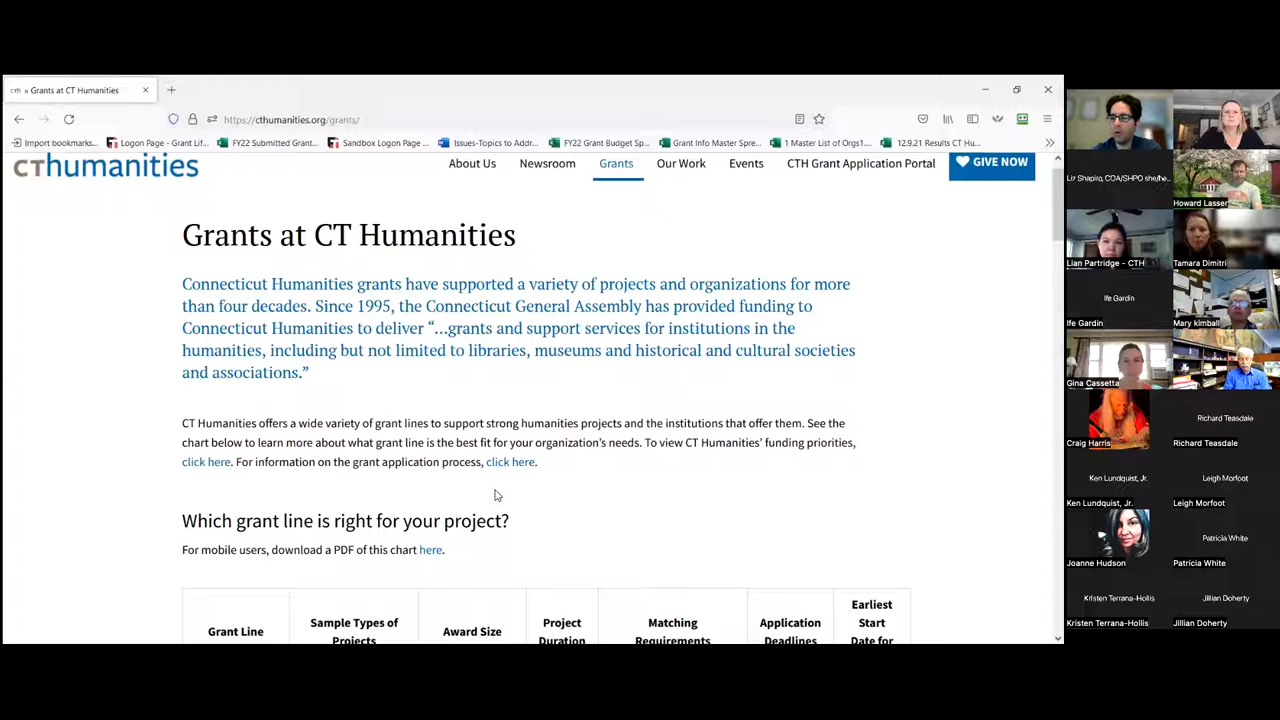 CTH » Grants at CT Humanities
https://cthumanities.org/grants/
Import bookmarks...
Logon Page - Grant Lif...
FY22 Submitted Grant...
Sandbox Logon Page ...
Issues-Topics to Addr...
FY22 Grant Budget Sp...
Grant Info Master Spre...
1 Master List of Orgs1...
12.9.21 Results CT Hu...
CThumanities
About Us
Newsroom
Grants
Our Work
Events
CTH Grant Application Portal
GIVE NOW
Grants at CT Humanities
Connecticut Humanities grants have supported a variety of projects and organizations for more
than four decades. Since 1995, the Connecticut General Assembly has provided funding to
Connecticut Humanities to deliver “...grants and support services for institutions in the
humanities, including but not limited to libraries, museums and historical and cultural societies
and associations.”
CT Humanities offers a wide variety of grant lines to support strong humanities projects and the institutions that offer them. See the
chart below to learn more about what grant line is the best fit for your organization’s needs. To view CT Humanities’ funding priorities,
click here. For information on the grant application process, click here.
Which grant line is right for your project?
For mobile users, download a PDF of this chart here.
Grant Line
Sample Types of
Projects
Award Size
Project
Duration
Matching
Requirements
Application
Deadlines
Earliest
Start
Date for
Liz Shapiro, COA/SHPO she/he...
Howard Lasser
Lian Partridge - CTH
Tamara Dimitri
Ife Gardin
Ife Gardin
Mary kimball
Gina Cassetta
Craig Harris
Richard Teasdale
Richard Teasdale
Ken Lundquist, Jr.
Ken Lundquist, Jr.
Leigh Morfoot
Leigh Morfoot
Joanne Hudson
Patricia White
Patricia White
Kristen Terrana-Hollis
Kristen Terrana-Hollis
Jillian Doherty
Jillian Doherty